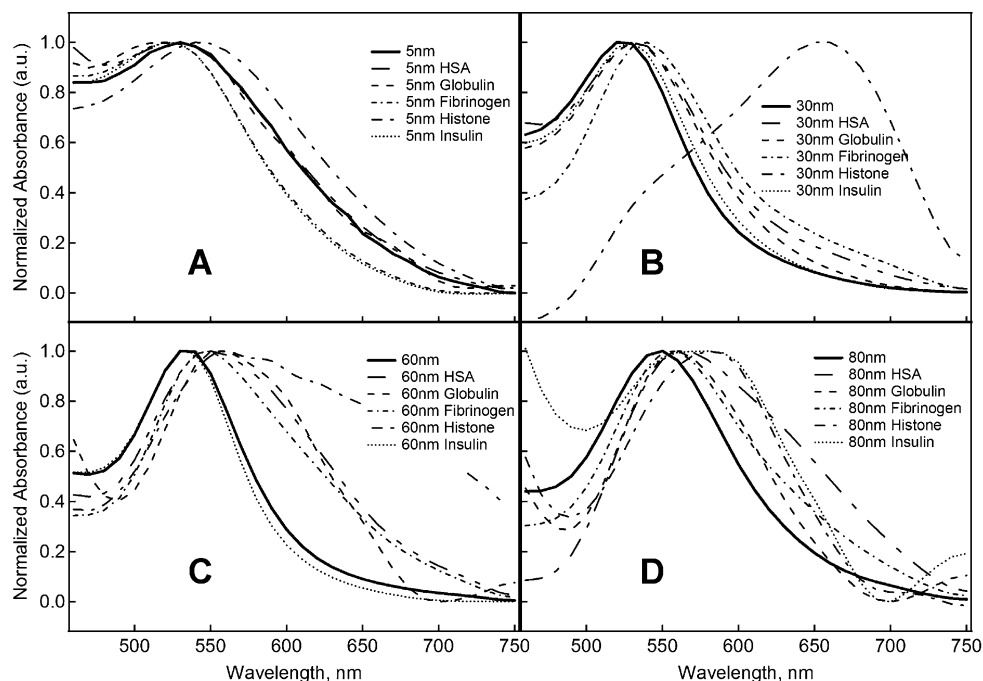 Normalized Absorbance (a.u.)
1.0
0.8
0.6
0.4
0.2
0.0
5nm
5nm HSA
5nm Globulin
5nm Fibrinogen
5nm Histone
5nm Insulin
A
30nm
30nm HSA
30nm Globulin
30nm Fibrinogen
30nm Histone
30nm Insulin
B
Normalized Absorbance (a.u.)
1.0
0.8
0.6
0.4
0.2
0.0
60nm
60nm HSA
60nm Globulin
60nm Fibrinogen
60nm Histone
60nm Insulin
C
80nm
80nm HSA
80nm Globulin
80nm Fibrinogen
80nm Histone
80nm Insulin
D
500 550 600 650 700 750
500 550 600 650 700 750
Wavelength, nm
Wavelength, nm